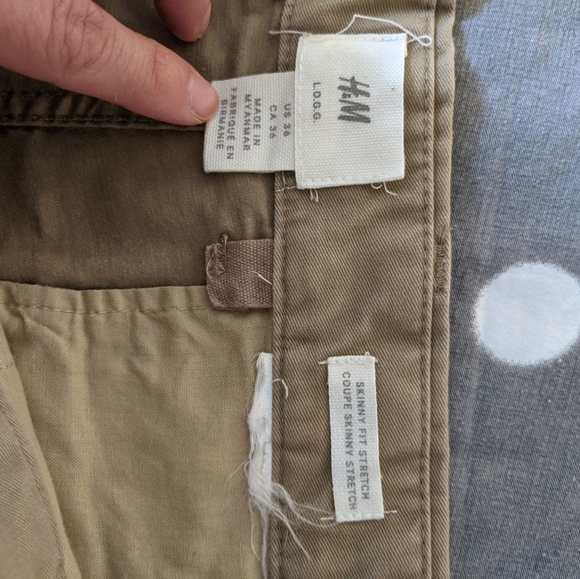 H&M
L.O.G.G.
US 36
CA 36
MADE IN
MYANMAR
FABRIQUÉ EN
BIRMANIE
SKINNY FIT STRETCH
COUPE SKINNY STRETCH